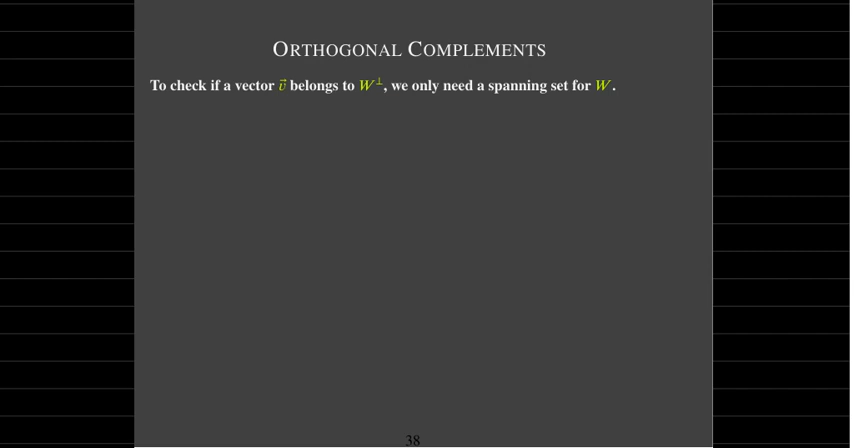 ORTHOGONAL COMPLEMENTS
To check if a vector v⃗ belongs to W⊥, we only need a spanning set for W.
38